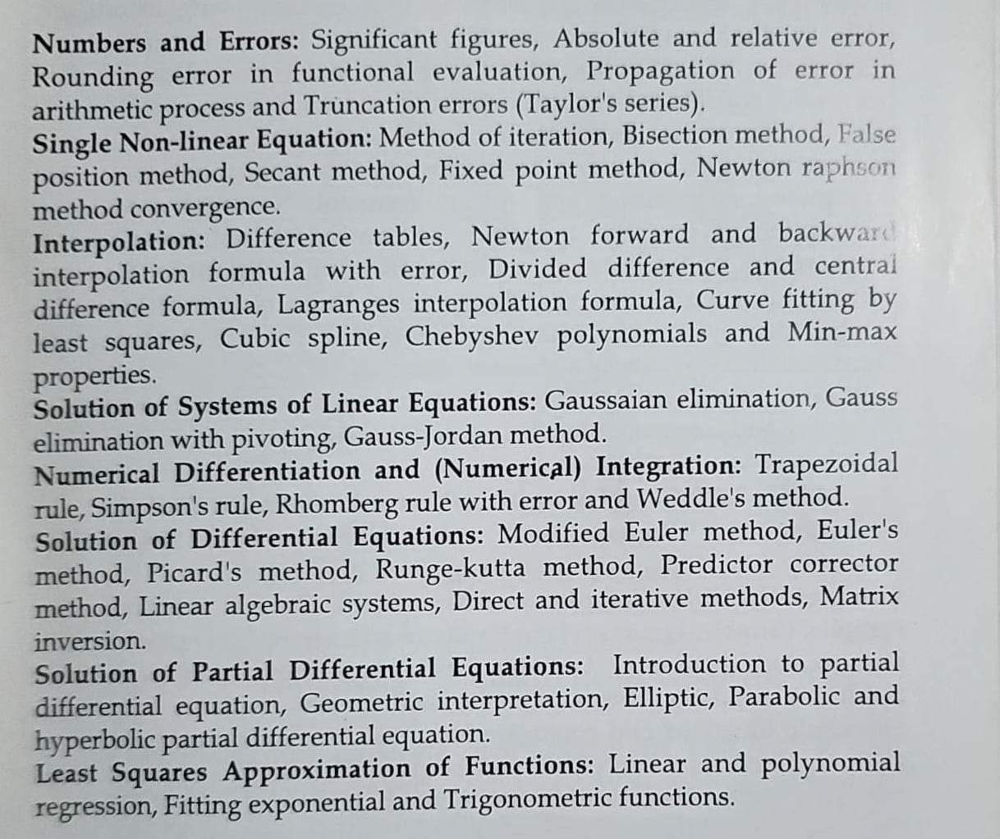 Numbers and Errors: Significant figures, Absolute and relative error,
Rounding error in functional evaluation, Propagation of error in
arithmetic process and Truncation errors (Taylor's series).
Single Non-linear Equation: Method of iteration, Bisection method, False
position method, Secant method, Fixed point method, Newton raphson
method convergence.
Interpolation: Difference tables, Newton forward and backward
interpolation formula with error, Divided difference and central
difference formula, Lagranges interpolation formula, Curve fitting by
least squares, Cubic spline, Chebyshev polynomials and Min-max
properties.
Solution of Systems of Linear Equations: Gaussaian elimination, Gauss
elimination with pivoting, Gauss-Jordan method.
Numerical Differentiation and (Numerical) Integration: Trapezoidal
rule, Simpson's rule, Rhomberg rule with error and Weddle's method.
Solution of Differential Equations: Modified Euler method, Euler's
method, Picard's method, Runge-kutta method, Predictor corrector
method, Linear algebraic systems, Direct and iterative methods, Matrix
inversion.
Solution of Partial Differential Equations: Introduction to partial
differential equation, Geometric interpretation, Elliptic, Parabolic and
hyperbolic partial differential equation.
Least Squares Approximation of Functions: Linear and polynomial
regression, Fitting exponential and Trigonometric functions.